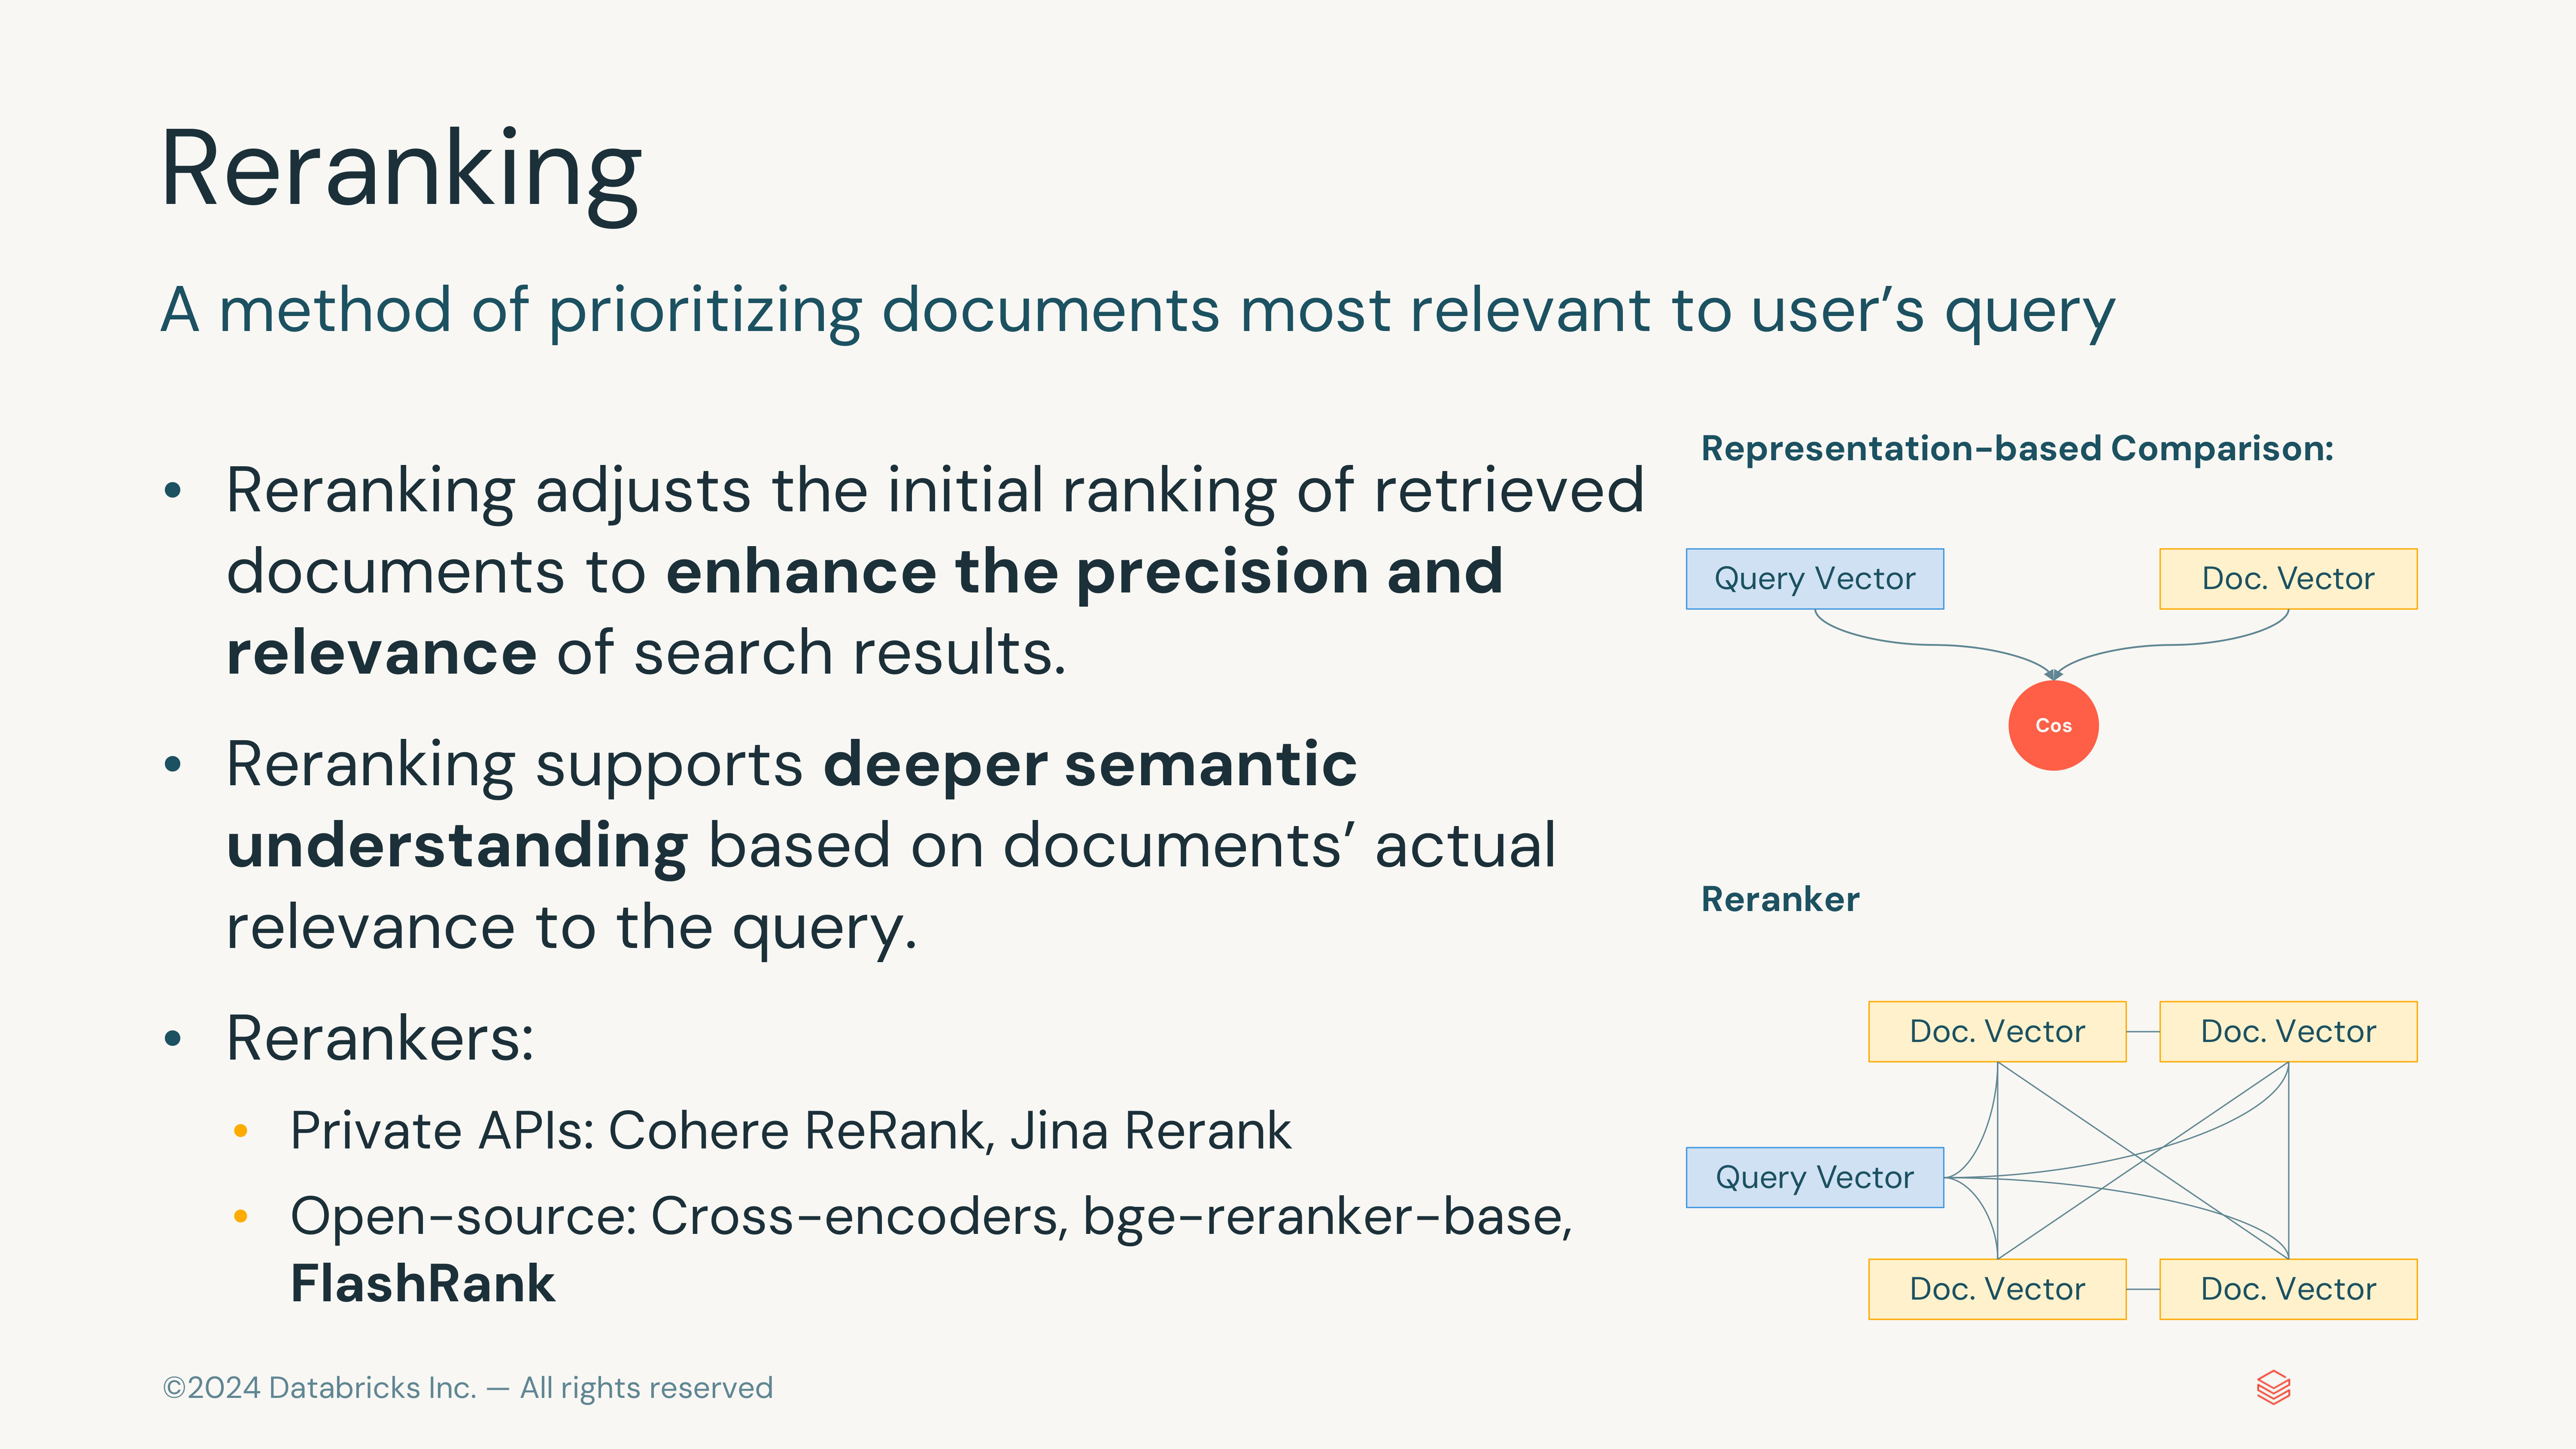 Reranking
A method of prioritizing documents most relevant to user’s query
• Reranking adjusts the initial ranking of retrieved
documents to enhance the precision and
relevance of search results.
• Reranking supports deeper semantic
understanding based on documents’ actual
relevance to the query.
• Rerankers:
• Private APIs: Cohere ReRank, Jina Rerank
• Open-source: Cross-encoders, bge-reranker-base,
FlashRank
Representation-based Comparison:
Query Vector
Doc. Vector
Cos
Reranker
Doc. Vector
Doc. Vector
Query Vector
Doc. Vector
Doc. Vector
©2024 Databricks Inc. — All rights reserved